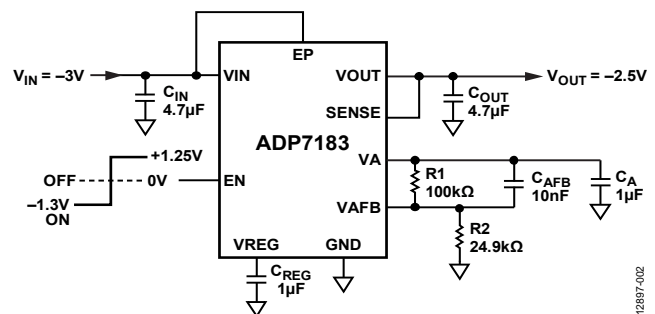 EP
V_IN = –3V
VIN
VOUT
V_OUT = –2.5V
C_IN
4.7µF
SENSE
C_OUT
4.7µF
ADP7183
+1.25V
OFF
0V
EN
–1.3V
ON
VA
R1
100kΩ
C_AFB
10nF
C_A
1µF
VAFB
R2
24.9kΩ
VREG
GND
C_REG
1µF
12897-002